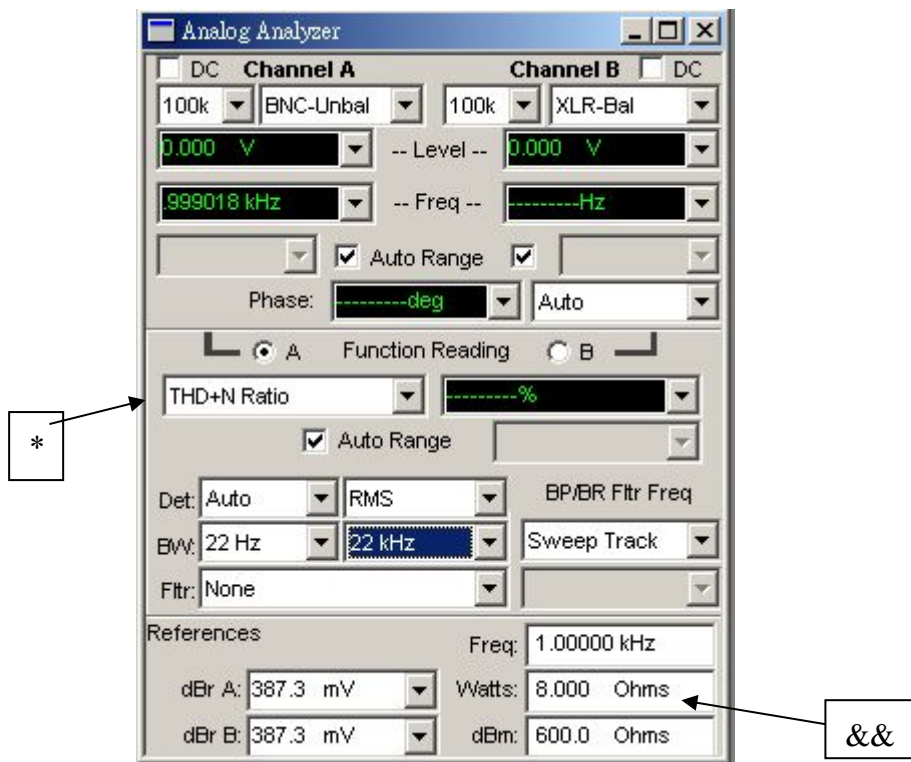 Analog Analyzer
DC Channel A Channel B DC
100k BNC-Unbal 100k XLR-Bal
0.000 V -- Level -- 0.000 V
.999018 kHz -- Freq -- ---------Hz
Auto Range
Phase: ---------deg Auto
A Function Reading B
THD+N Ratio ---------%
*
Auto Range
Det: Auto RMS BP/BR Fltr Freq
BW: 22 Hz 22 kHz Sweep Track
Fltr: None
References Freq: 1.00000 kHz
dBr A: 387.3 mV Watts: 8.000 Ohms
dBr B: 387.3 mV dBm: 600.0 Ohms
&&